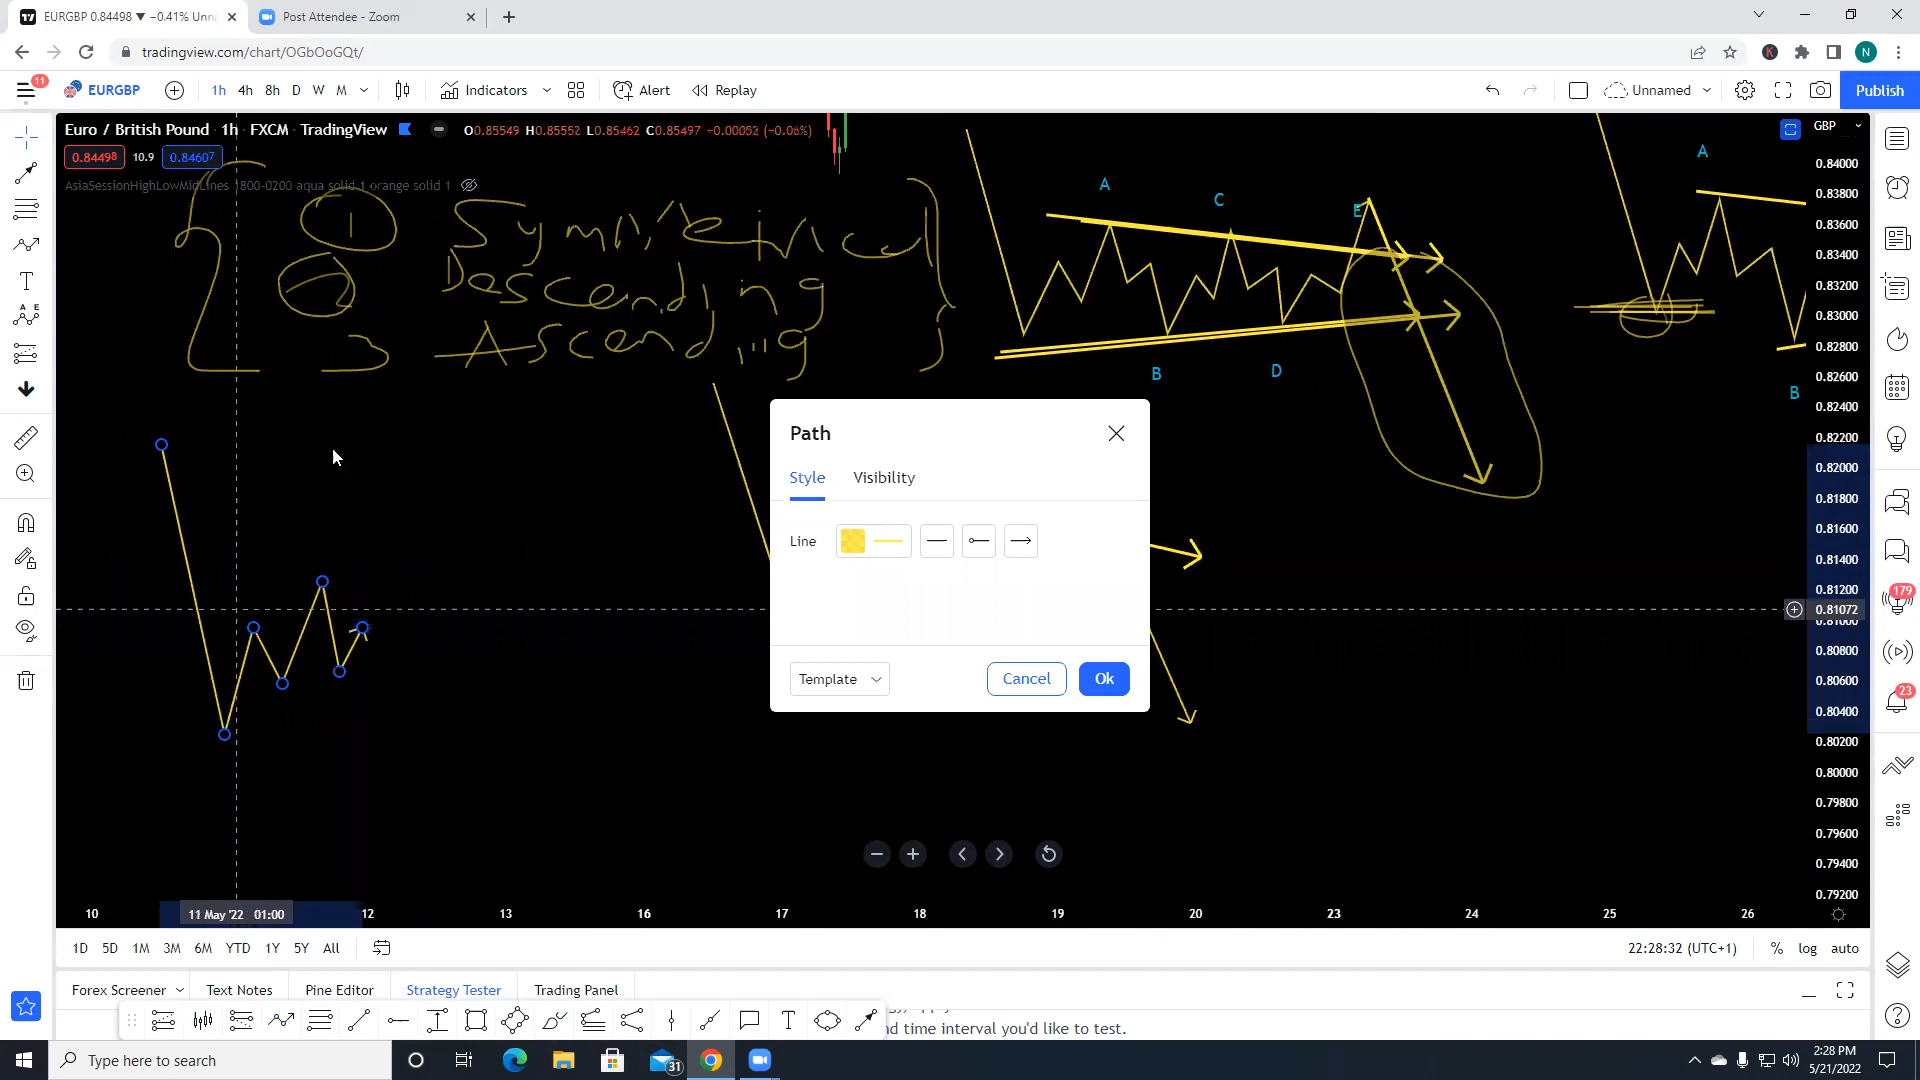 EURGBP 0.84498 ▼ −0.41% Unna
Post Attendee - Zoom
tradingview.com/chart/OGbOoGQt/
N
11
EURGBP
1h 4h 8h D W M
Indicators
Alert
Replay
Unnamed
Publish
Euro / British Pound · 1h · FXCM · TradingView
O0.85549 H0.85552 L0.85462 C0.85497 −0.00052 (−0.06%)
GBP
0.84498 10.9 0.84607
AsiaSessionHighLowMidLines 1800-0200 aqua solid 1 orange solid 1
1 Symmetrical
2 Descending
3 Ascending
A
C
E
B
D
A
B
0.84000
0.83800
0.83600
0.83400
0.83200
0.83000
0.82800
0.82600
0.82400
0.82200
0.82000
0.81800
0.81600
0.81400
0.81200
0.81072
0.81000
0.80800
0.80600
0.80400
0.80200
0.80000
0.79800
0.79600
0.79400
0.79200
Path
Style Visibility
Line
Template
Cancel
Ok
179
23
10 11 May '22 01:00 12 13 16 17 18 19 20 23 24 25 26
1D 5D 1M 3M 6M YTD 1Y 5Y All
22:28:32 (UTC+1) % log auto
Forex Screener Text Notes Pine Editor Strategy Tester Trading Panel
nd time interval you'd like to test.
Type here to search
31
2:28 PM
5/21/2022